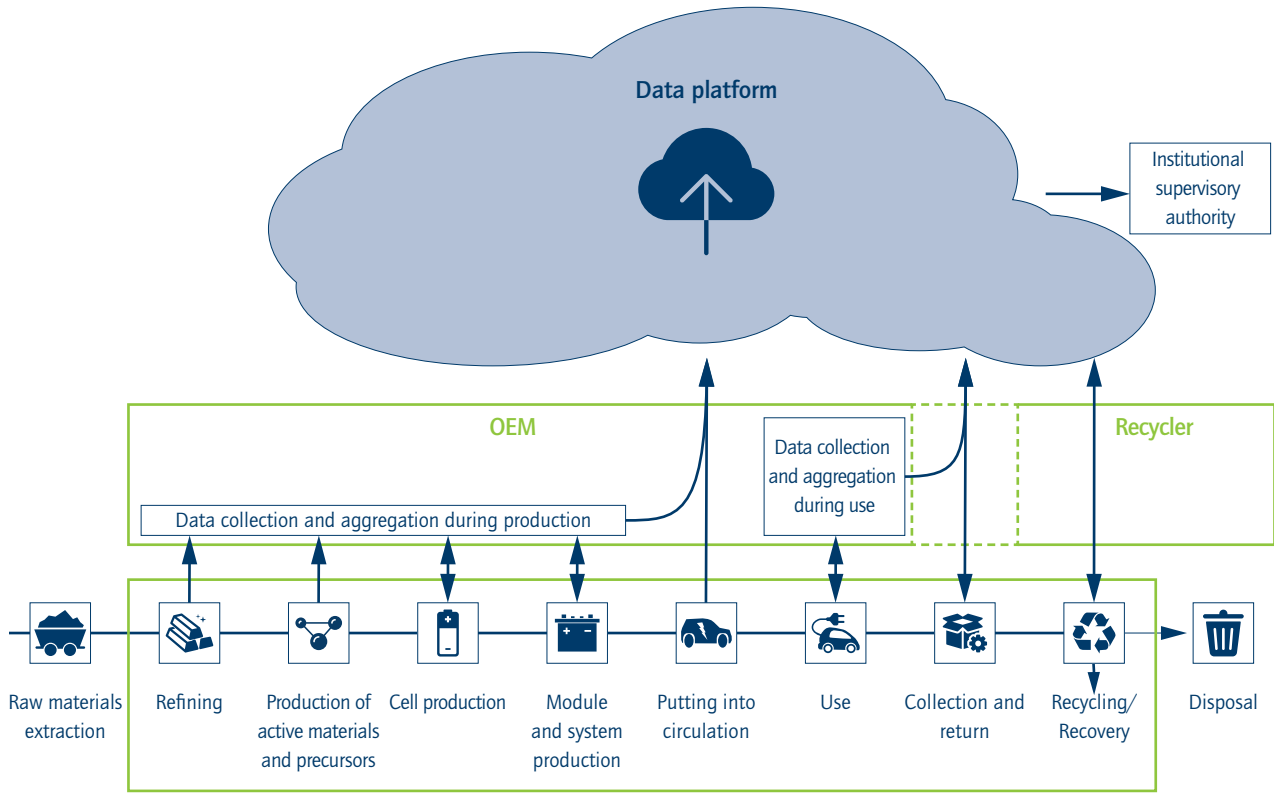 Data platform
Institutional
supervisory
authority
OEM
Recycler
Data collection
and aggregation
during use
Data collection and aggregation during production
Raw materials
extraction
Refining
Production of
active materials
and precursors
Cell production
Module
and system
production
Putting into
circulation
Use
Collection and
return
Recycling/
Recovery
Disposal